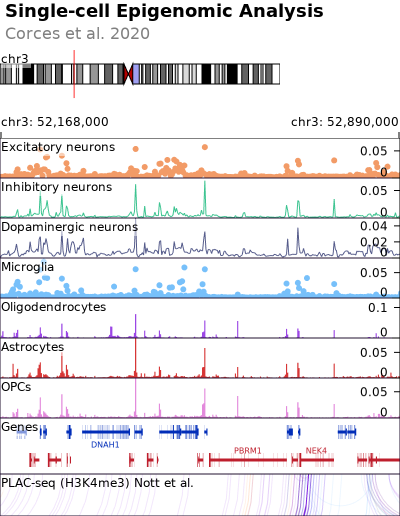 Single-cell Epigenomic Analysis
Corces et al. 2020
chr3
chr3: 52,168,000 chr3: 52,890,000
Excitatory neurons 0.05
0
Inhibitory neurons 0.05
0
Dopaminergic neurons 0.04
0.02
0
Microglia 0.05
0
Oligodendrocytes 0.1
0
Astrocytes 0.05
0
OPCs 0.05
0
Genes
DNAH1
PBRM1 NEK4
PLAC-seq (H3K4me3) Nott et al.